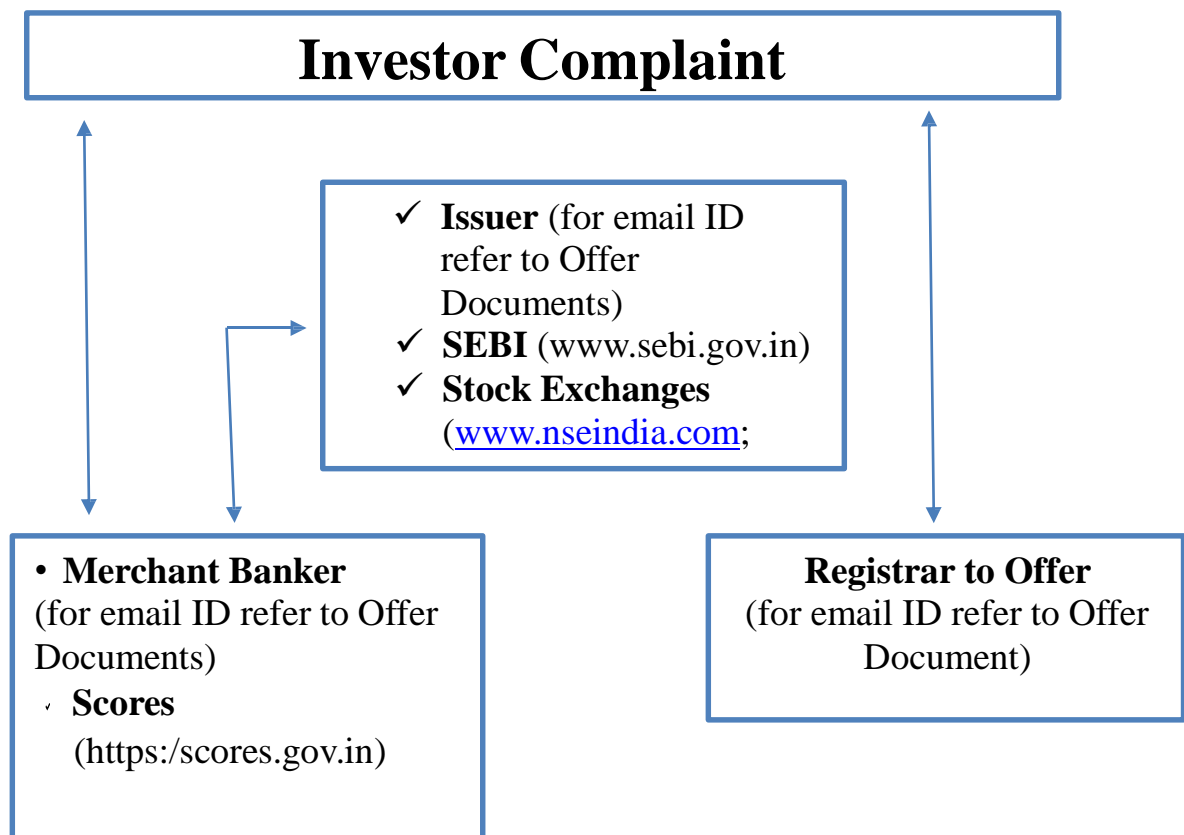 Investor Complaint
✓ Issuer (for email ID
refer to Offer
Documents)
✓ SEBI (www.sebi.gov.in)
✓ Stock Exchanges
(www.nseindia.com;
• Merchant Banker
(for email ID refer to Offer
Documents)
✓ Scores
(https:/scores.gov.in)
Registrar to Offer
(for email ID refer to Offer
Document)